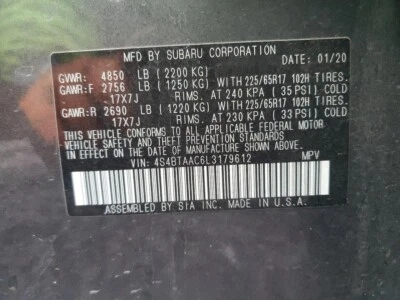 MFD BY SUBARU CORPORATION DATE: 01/20
GVWR: 4850 LB (2200 KG)
GAWR:F 2756 LB (1250 KG) WITH 225/65R17 102H TIRES,
17X7J RIMS. AT 240 KPA (35 PSI) COLD
GAWR:R 2690 LB (1220 KG) WITH 225/65R17 102H TIRES,
17X7J RIMS. AT 230 KPA (33 PSI) COLD
THIS VEHICLE CONFORMS TO ALL APPLICABLE FEDERAL MOTOR
VEHICLE SAFETY, BUMPER, AND THEFT PREVENTION STANDARDS
IN EFFECT ON THE DATE OF MANUFACTURE SHOWN ABOVE.
VIN: 4S4BTAAC6L3179612 MPV
ASSEMBLED BY SIA INC. IN U.S.A.